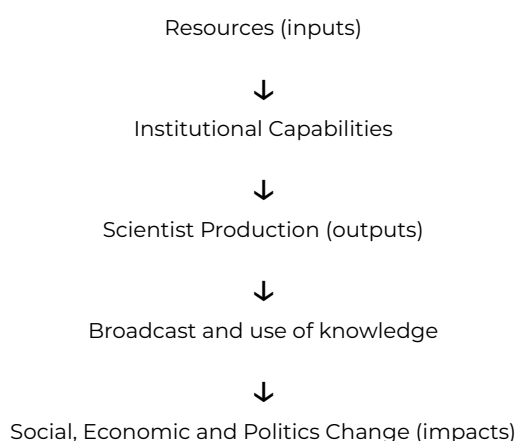 Resources (inputs)
↓
Institutional Capabilities
↓
Scientist Production (outputs)
↓
Broadcast and use of knowledge
↓
Social, Economic and Politics Change (impacts)